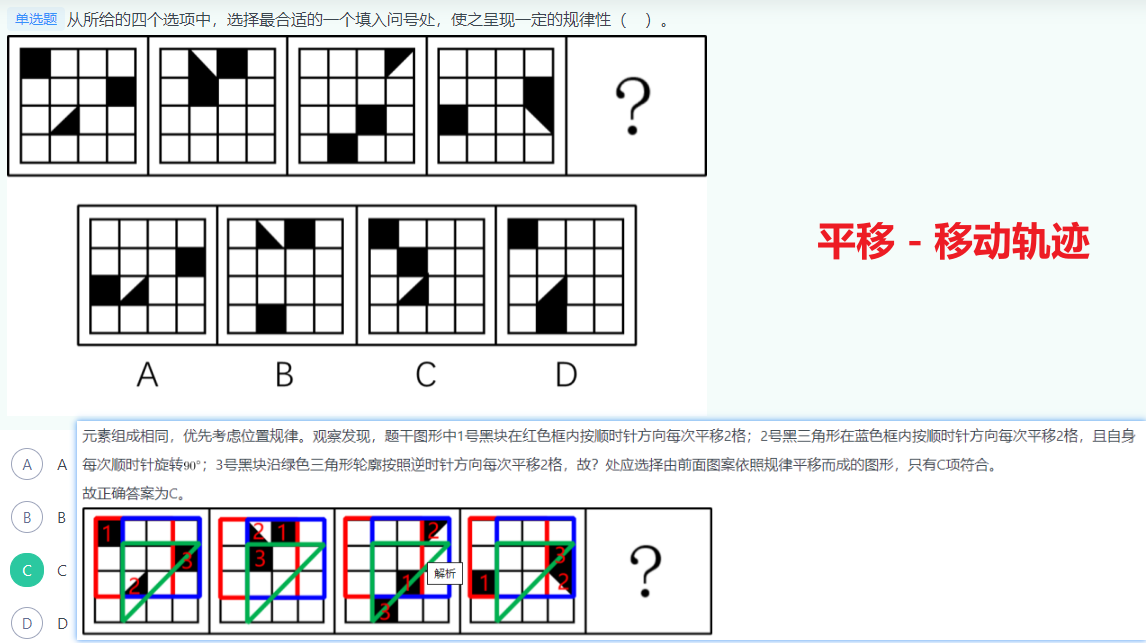 单选题 从所给的四个选项中，选择最合适的一个填入问号处，使之呈现一定的规律性（ ）。
?
平移 - 移动轨迹
A B C D
元素组成相同，优先考虑位置规律。观察发现，题干图形中1号黑块在红色框内按顺时针方向每次平移2格；2号黑三角形在蓝色框内按顺时针方向每次平移2格，且自身
A A 每次顺时针旋转90°；3号黑块沿绿色三角形轮廓按照逆时针方向每次平移2格，故？处应选择由前面图案依照规律平移而成的图形，只有C项符合。
故正确答案为C。
B B
1 2 1 2 3
3 3 ?
C C
2 1 解析 1 2
3
D D